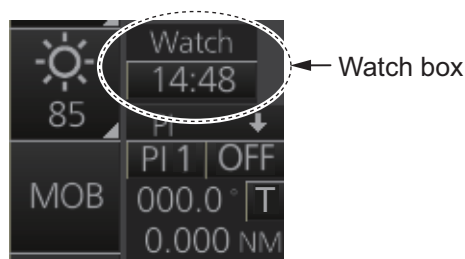 Watch
14:48
Watch box
85
PI
PI 1 OFF
MOB
000.0 ° T
0.000 NM